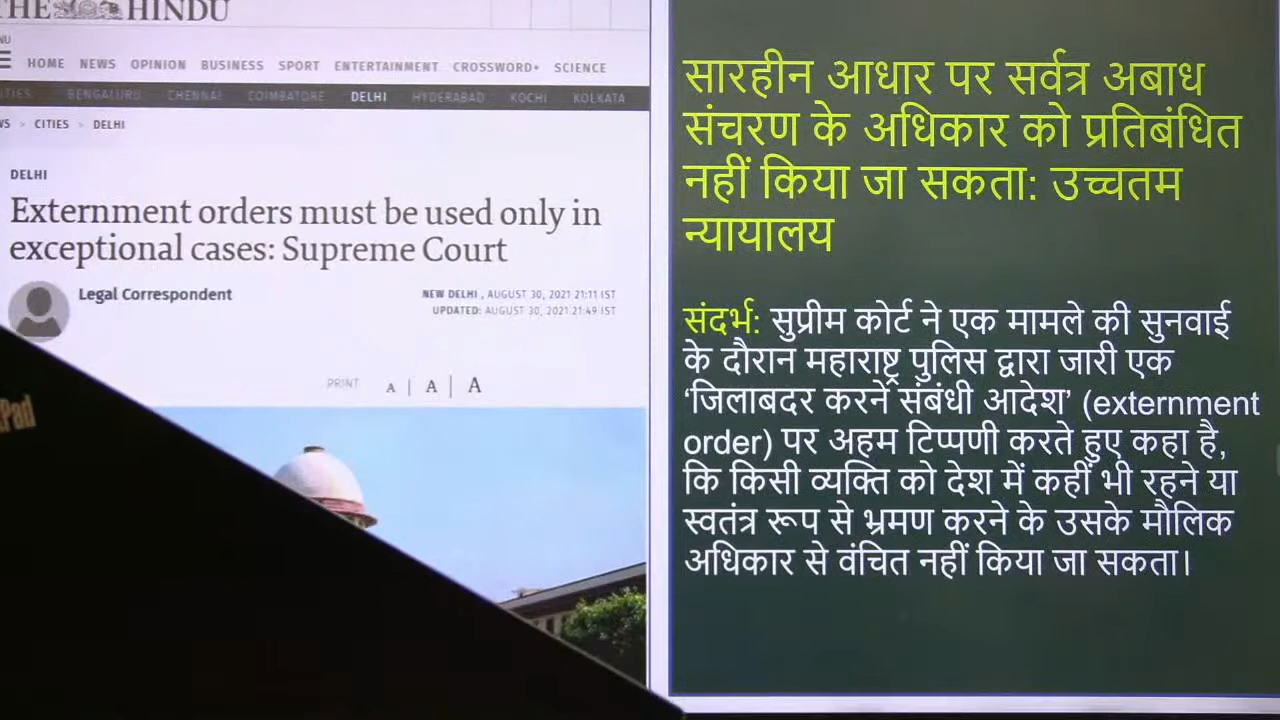 THE HINDU
HOME NEWS OPINION BUSINESS SPORT ENTERTAINMENT CROSSWORD+ SCIENCE
BENGALURU CHENNAI COIMBATORE DELHI HYDERABAD KOCHI KOLKATA
> CITIES > DELHI
DELHI
Externment orders must be used only in
exceptional cases: Supreme Court
Legal Correspondent
NEW DELHI, AUGUST 30, 2021 21:11 IST
UPDATED: AUGUST 30, 2021 21:49 IST
PRINT A | A | A
सारहीन आधार पर सर्वत्र अबाध
संचरण के अधिकार को प्रतिबंधित
नहीं किया जा सकता: उच्चतम
न्यायालय
संदर्भ: सुप्रीम कोर्ट ने एक मामले की सुनवाई
के दौरान महाराष्ट्र पुलिस द्वारा जारी एक
‘जिलाबदर करने संबंधी आदेश’ (externment
order) पर अहम टिप्पणी करते हुए कहा है,
कि किसी व्यक्ति को देश में कहीं भी रहने या
स्वतंत्र रूप से भ्रमण करने के उसके मौलिक
अधिकार से वंचित नहीं किया जा सकता।